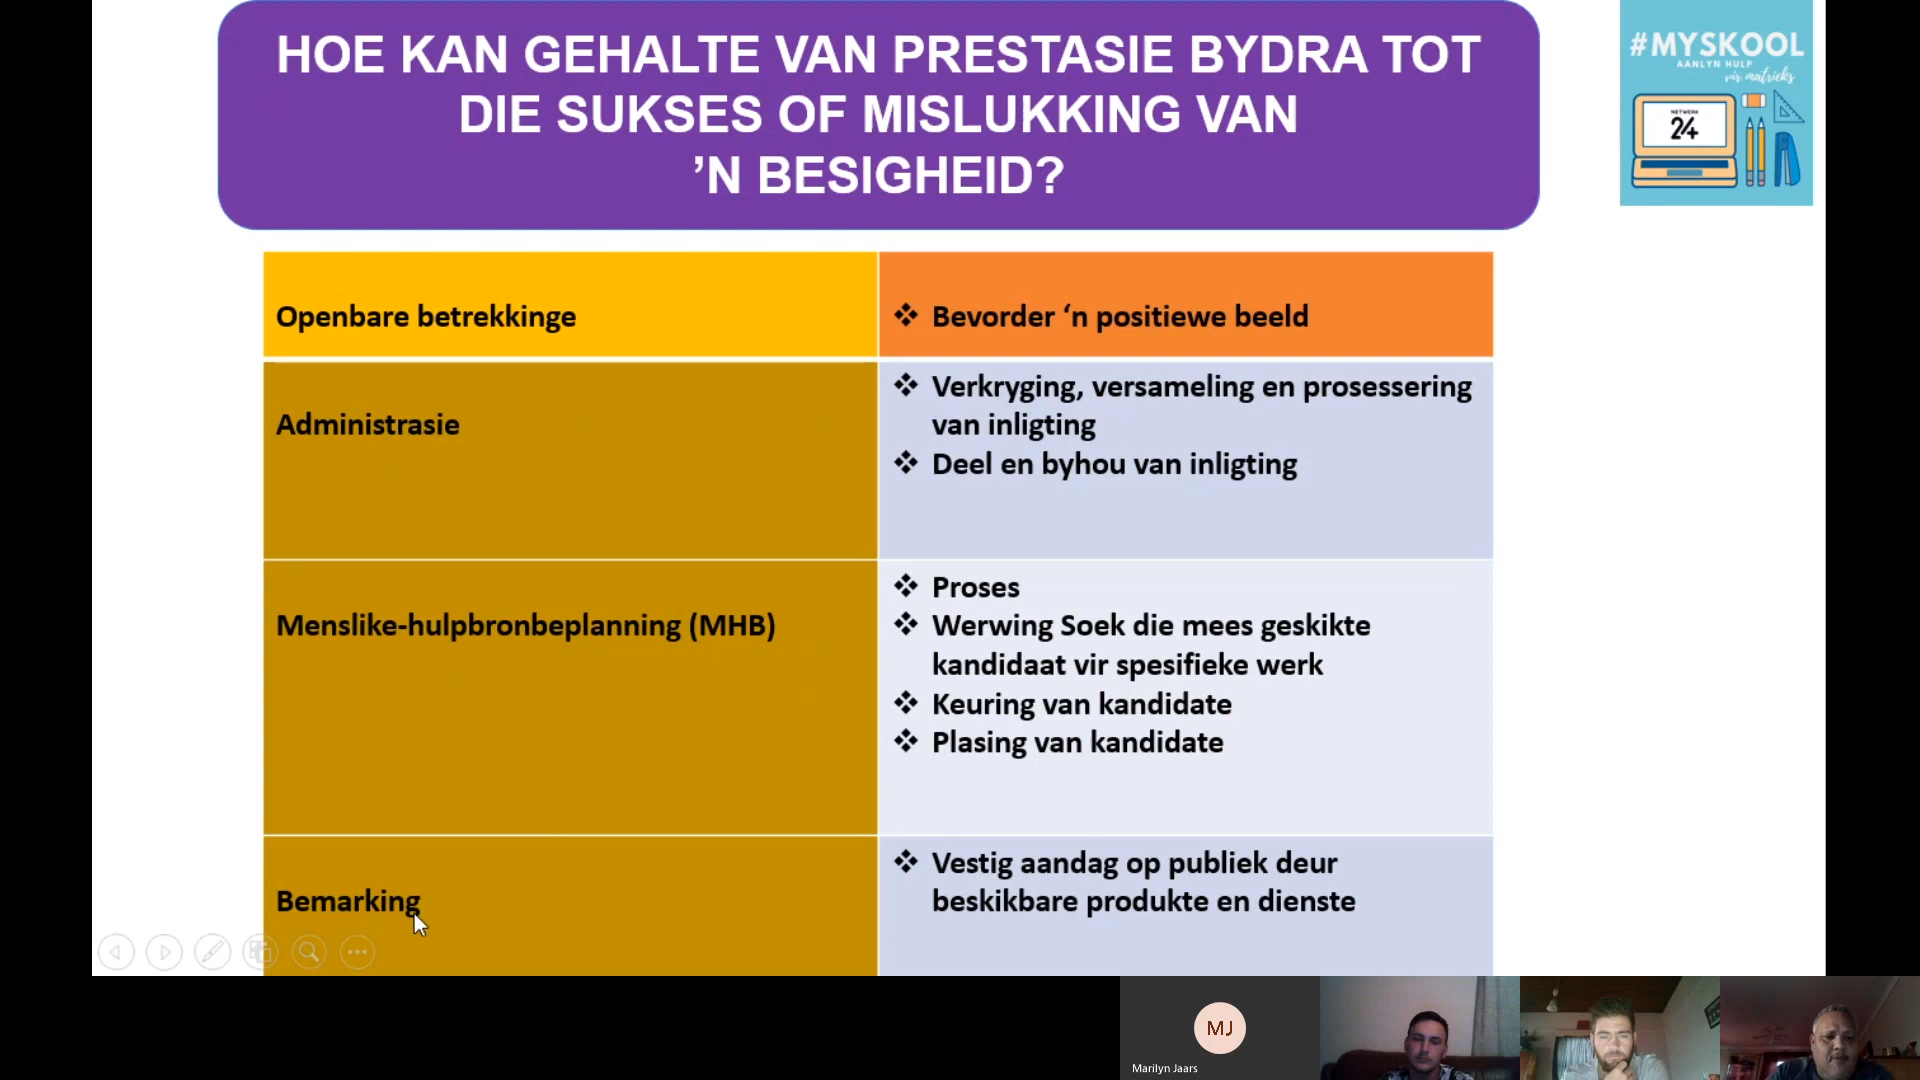 HOE KAN GEHALTE VAN PRESTASIE BYDRA TOT
DIE SUKSES OF MISLUKKING VAN
’N BESIGHEID?
#MYSKOOL
AANLYN HULP
vir matrieks
NETWERK
24
Openbare betrekkinge
❖ Bevorder ‘n positiewe beeld
Administrasie
❖ Verkryging, versameling en prosessering
van inligting
❖ Deel en byhou van inligting
Menslike-hulpbronbeplanning (MHB)
❖ Proses
❖ Werwing Soek die mees geskikte
kandidaat vir spesifieke werk
❖ Keuring van kandidate
❖ Plasing van kandidate
Bemarking
❖ Vestig aandag op publiek deur
beskikbare produkte en dienste
MJ
Marilyn Jaars